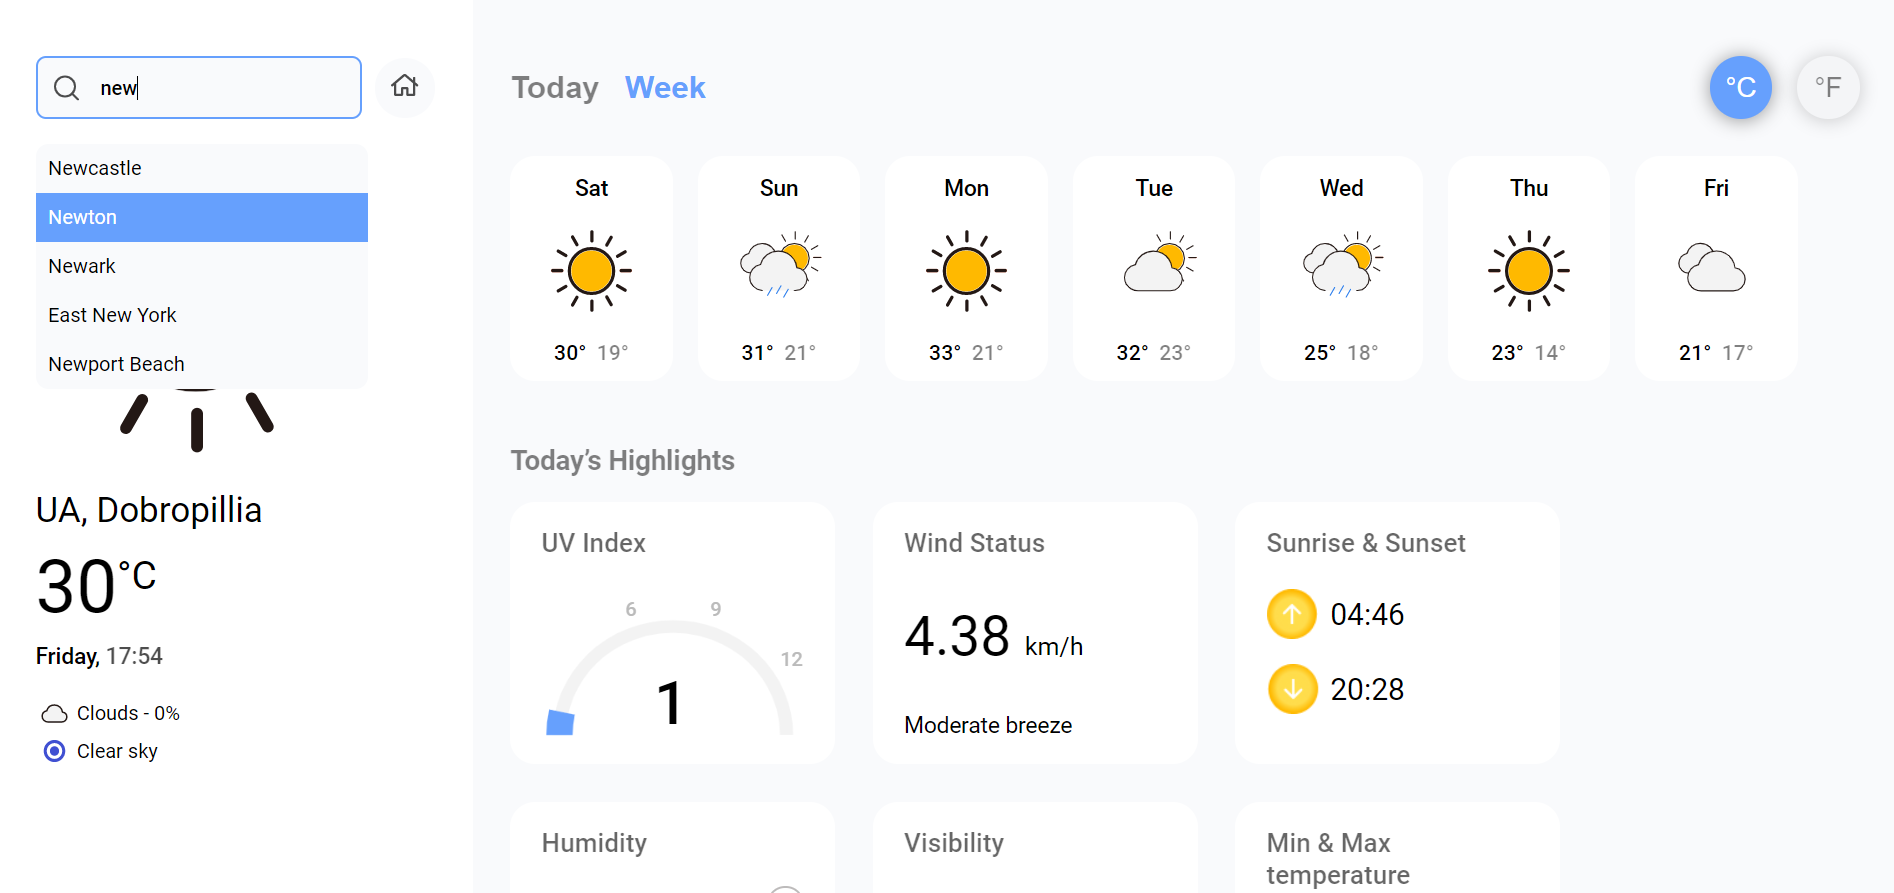 new
Newcastle
Newton
Newark
East New York
Newport Beach
UA, Dobropillia
30°C
Friday, 17:54
Clouds - 0%
Clear sky
Today Week
°C °F
Sat Sun Mon Tue Wed Thu Fri
30° 19° 31° 21° 33° 21° 32° 23° 25° 18° 23° 14° 21° 17°
Today’s Highlights
UV Index
6 9
12
1
Wind Status
4.38 km/h
Moderate breeze
Sunrise & Sunset
04:46
20:28
Humidity
Visibility
Min & Max
temperature